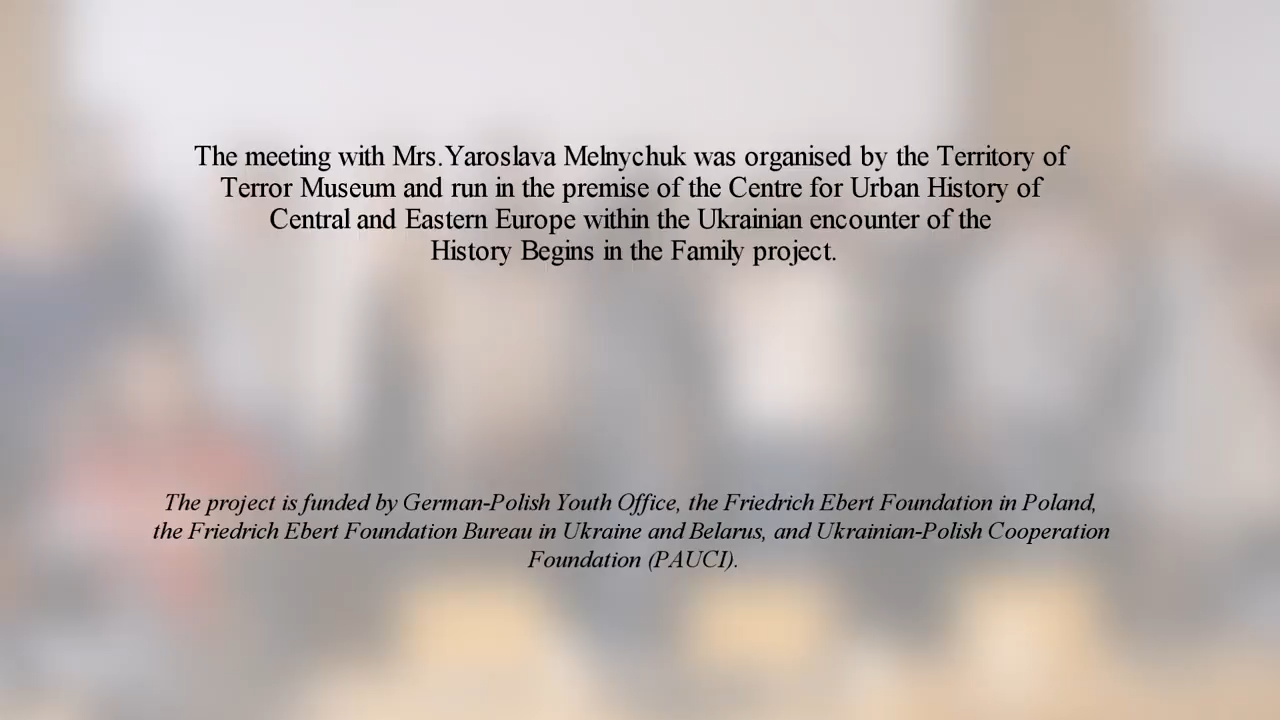 The meeting with Mrs.Yaroslava Melnychuk was organised by the Territory of
Terror Museum and run in the premise of the Centre for Urban History of
Central and Eastern Europe within the Ukrainian encounter of the
History Begins in the Family project.
The project is funded by German-Polish Youth Office, the Friedrich Ebert Foundation in Poland,
the Friedrich Ebert Foundation Bureau in Ukraine and Belarus, and Ukrainian-Polish Cooperation
Foundation (PAUCI).